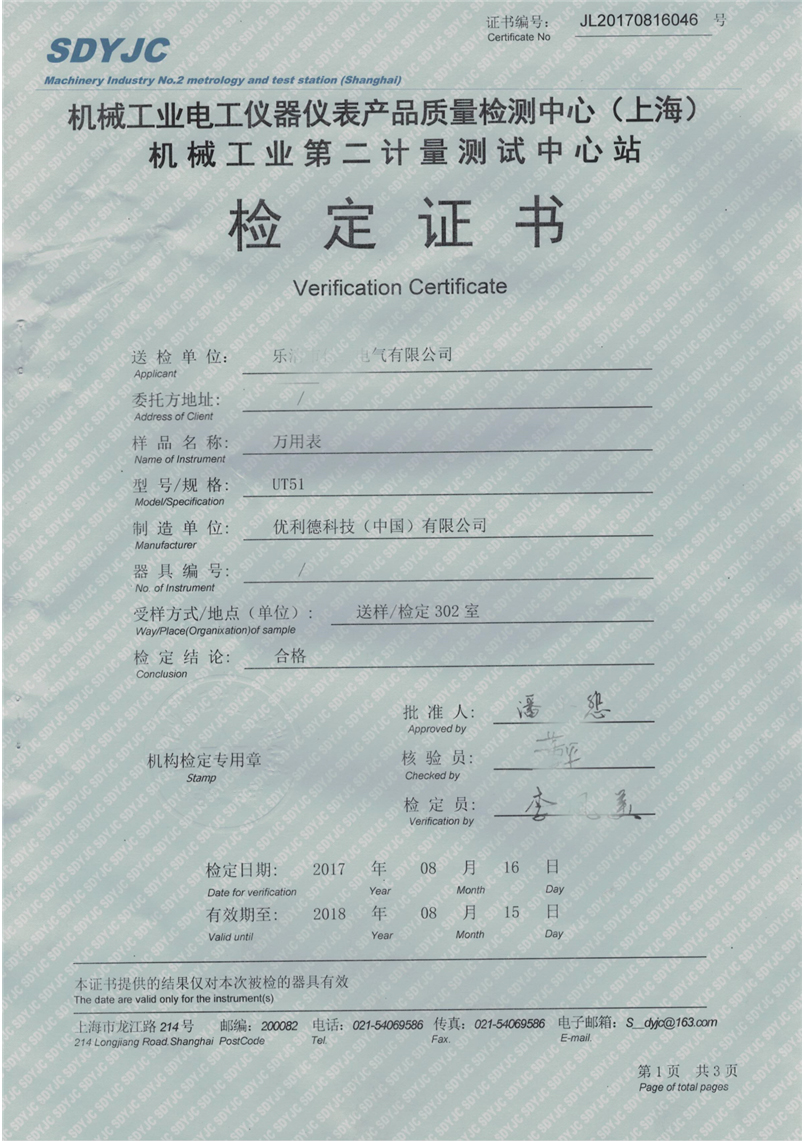 证书编号： JL20170816046 号
Certificate No
SDYJC
Machinery Industry No.2 metrology and test station (Shanghai)
机械工业电工仪器仪表产品质量检测中心（上海）
机械工业第二计量测试中心站
检定证书
Verification Certificate
送检单位： 乐 电气有限公司
Applicant
委托方地址： /
Address of Client
样品名称： 万用表
Name of Instrument
型号/规格： UT51
Model/Specification
制造单位： 优利德科技（中国）有限公司
Manufacturer
器具编号： /
No. of Instrument
受样方式/地点（单位）： 送样/检定 302 室
Way/Place(Organixation)of sample
检定结论： 合格
Conclusion
批准人： 潘
Approved by
机构检定专用章
Stamp
核验员：
Checked by
检定员： 李
Verification by
检定日期： 2017 年 08 月 16 日
Date for verification Year Month Day
有效期至： 2018 年 08 月 15 日
Valid until Year Month Day
本证书提供的结果仅对本次被检的器具有效
The date are valid only for the instrument(s)
上海市龙江路 214 号 邮编：200082 电话：021-54069586 传真：021-54069586 电子邮箱：S__dyjc@163.com
214 Longjiang Road.Shanghai PostCode Tel. Fax. E-mail.
第 1 页 共 3 页
Page of total pages